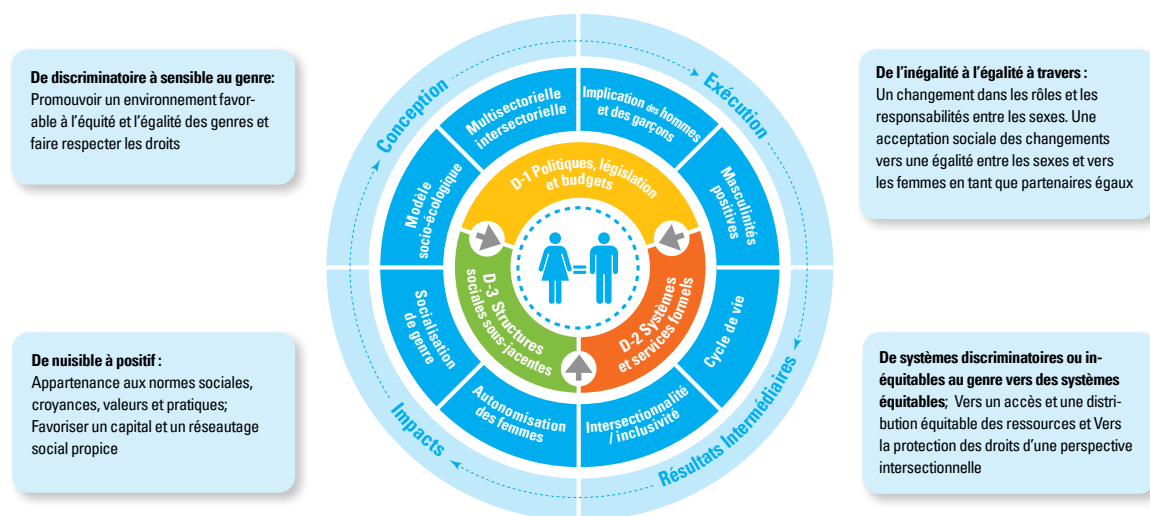 De discriminatoire à sensible au genre:
Promouvoir un environnement favor-
able à l'équité et l'égalité des genres et
faire respecter les droits
De nuisible à positif :
Appartenance aux normes sociales,
croyances, valeurs et pratiques;
Favoriser un capital et un réseautage
social propice
Conception
Exécution
Résultats Intermédiaires
Impacts
Multisectorielle
intersectorielle
Implication des hommes
et des garçons
Masculinités
positives
Cycle de vie
Intersectionnalité
/ inclusivité
Autonomisation
des femmes
Socialisation
de genre
Modèle
socio-écologique
D-1 Politiques, législation
et budgets
D-2 Systèmes
et services formels
D-3 Structures
sociales sous-jacentes
=
De l'inégalité à l'égalité à travers :
Un changement dans les rôles et les
responsabilités entre les sexes. Une
acceptation sociale des changements
vers une égalité entre les sexes et vers
les femmes en tant que partenaires égaux
De systèmes discriminatoires ou in-
équitables au genre vers des systèmes
équitables; Vers un accès et une distri-
bution équitable des ressources et Vers
la protection des droits d'une perspective
intersectionnelle